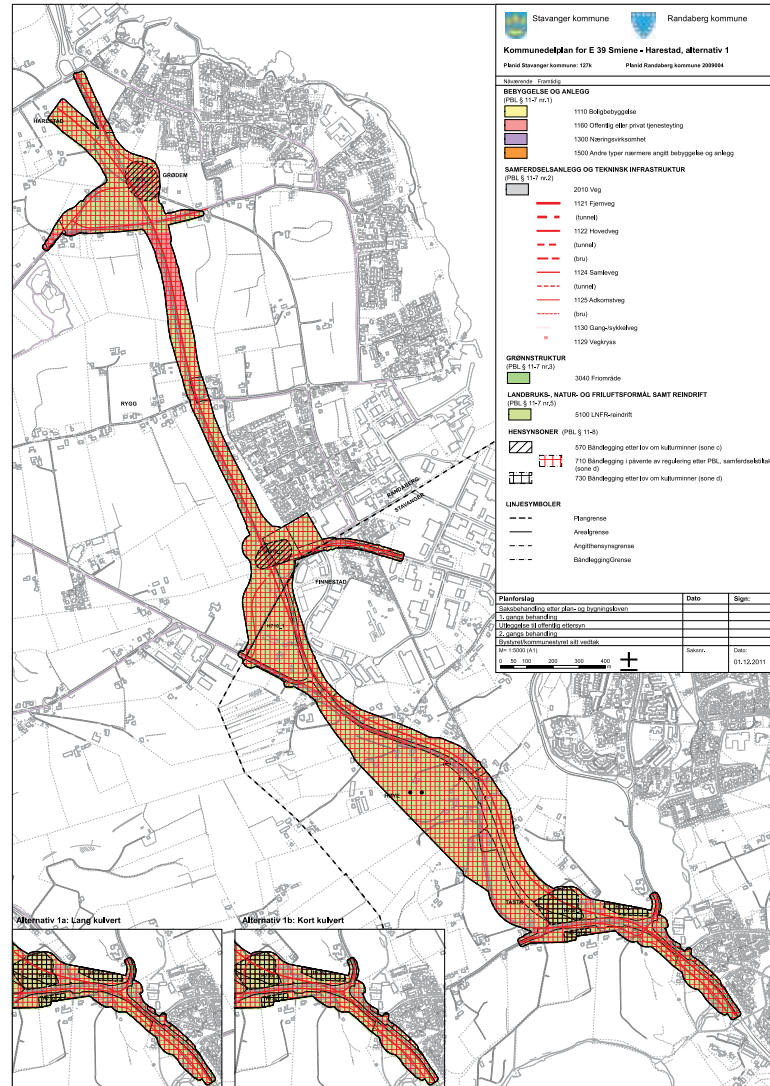 Stavanger kommune
Randaberg kommune
Kommunedelplan for E 39 Smiene - Harestad, alternativ 1
Planid Stavanger kommune: 127k
Planid Randaberg kommune 2009004
Nåværende Framtidig
BEBYGGELSE OG ANLEGG
(PBL § 11-7 nr.1)
1110 Boligbebyggelse
1160 Offentlig eller privat tjenesteyting
1300 Næringsvirksomhet
1500 Andre typer nærmere angitt bebyggelse og anlegg
SAMFERDSELSANLEGG OG TEKNINSK INFRASTRUKTUR
(PBL § 11-7 nr.2)
2010 Veg
1121 Fjernveg
(tunnel)
1122 Hovedveg
(tunnel)
(bru)
1124 Samleveg
(tunnel)
1125 Adkomstveg
(bru)
1130 Gang-/sykkelveg
1129 Vegkryss
GRØNNSTRUKTUR
(PBL § 11-7 nr.3)
3040 Friområde
LANDBRUKS-, NATUR- OG FRILUFTSFORMÅL SAMT REINDRIFT
(PBL § 11-7 nr.5)
5100 LNFR-reindrift
HENSYNSONER (PBL § 11-8)
570 Båndlegging etter lov om kulturminner (sone c)
710 Båndlegging i påvente av regulering etter PBL, samferdselstiltak
(sone d)
730 Båndlegging etter lov om kulturminner (sone d)
LINJESYMBOLER
Plangrense
Arealgrense
Angitthensynsgrense
BåndleggingGrense
Planforslag Dato Sign:
Saksbehandling etter plan- og bygningsloven
1. gangs behandling
Utleggelse til offentlig ettersyn
2. gangs behandling
Bystyret/kommunestyret sitt vedtak
M= 1:5000 (A1) Saksnr. Dato:
0 50 100 200 300 400 m
01.12.2011
HARESTAD
GRØDEM
RYGG
RANDABERG
STAVANGER
FINNESTAD
H710_1
HØYE
TASTA
Alternativ 1a: Lang kulvert
Alternativ 1b: Kort kulvert